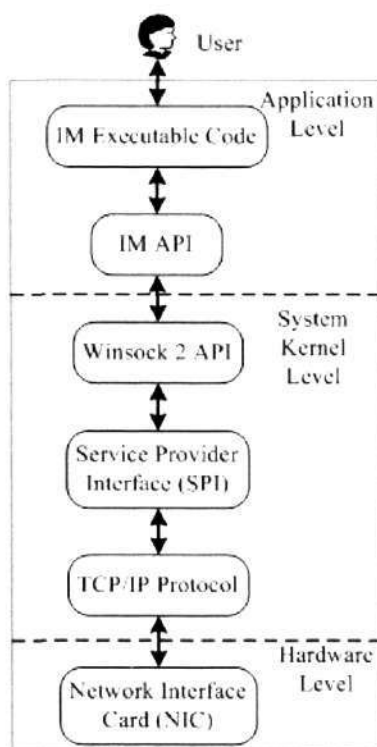 User
Application
Level
IM Executable Code
IM API
System
Kernel
Level
Winsock 2 API
Service Provider
Interface (SPI)
TCP/IP Protocol
Hardware
Level
Network Interface
Card (NIC)